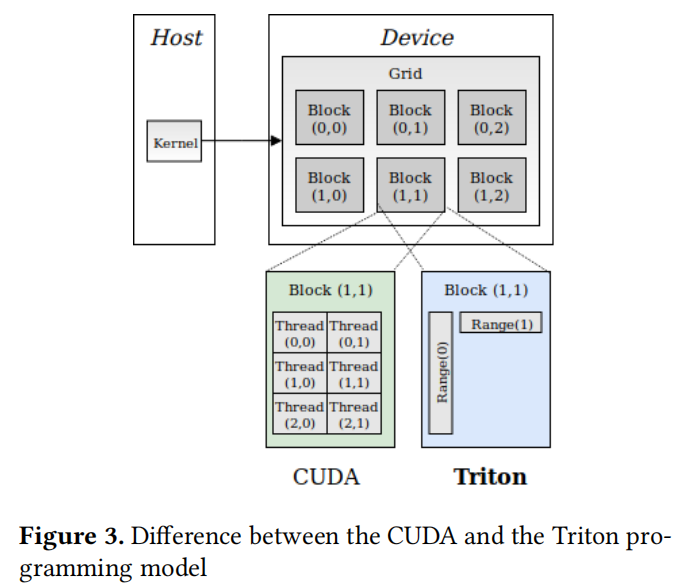 Host
Device
Grid
Kernel
Block
(0,0)
Block
(0,1)
Block
(0,2)
Block
(1,0)
Block
(1,1)
Block
(1,2)
Block (1,1)
Thread
(0,0)
Thread
(0,1)
Thread
(1,0)
Thread
(1,1)
Thread
(2,0)
Thread
(2,1)
CUDA
Block (1,1)
Range(0)
Range(1)
Triton
Figure 3. Difference between the CUDA and the Triton pro-
gramming model